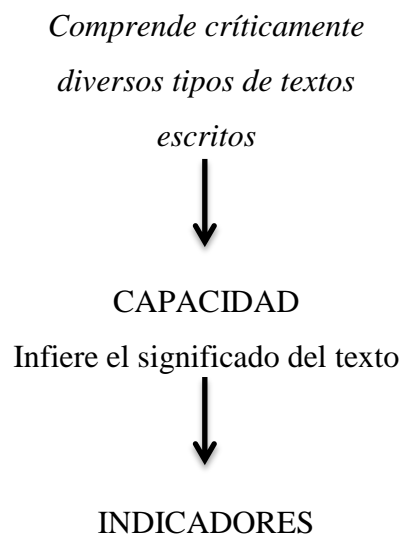 Comprende críticamente
diversos tipos de textos
escritos
CAPACIDAD
Infiere el significado del texto
INDICADORES